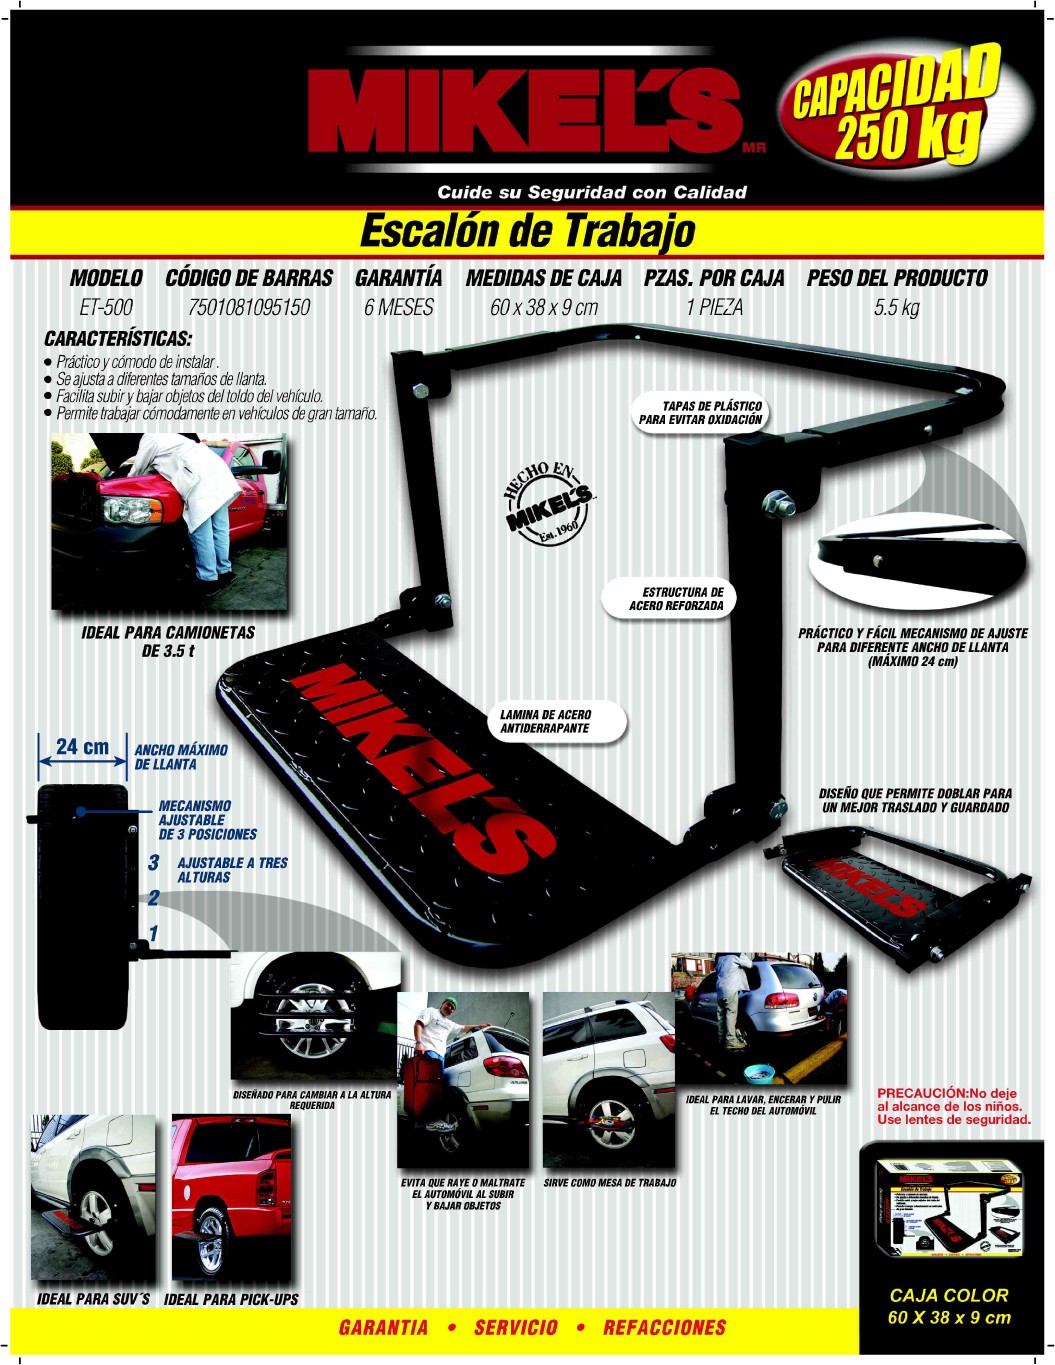 MIKEL'S MR
CAPACIDAD
250 kg
Cuide su Seguridad con Calidad
Escalón de Trabajo
MODELO CÓDIGO DE BARRAS GARANTÍA MEDIDAS DE CAJA PZAS. POR CAJA PESO DEL PRODUCTO
ET-500 7501081095150 6 MESES 60 x 38 x 9 cm 1 PIEZA 5.5 kg
CARACTERÍSTICAS:
• Práctico y cómodo de instalar .
• Se ajusta a diferentes tamaños de llanta.
• Facilita subir y bajar objetos del toldo del vehículo.
• Permite trabajar cómodamente en vehículos de gran tamaño.
TAPAS DE PLÁSTICO
PARA EVITAR OXIDACIÓN
HECHO EN
MIKEL'S
Est. 1960
ESTRUCTURA DE
ACERO REFORZADA
IDEAL PARA CAMIONETAS
DE 3.5 t
PRÁCTICO Y FÁCIL MECANISMO DE AJUSTE
PARA DIFERENTE ANCHO DE LLANTA
(MÁXIMO 24 cm)
MIKEL'S
LAMINA DE ACERO
ANTIDERRAPANTE
24 cm
ANCHO MÁXIMO
DE LLANTA
MECANISMO
AJUSTABLE
DE 3 POSICIONES
3 AJUSTABLE A TRES
ALTURAS
2
1
DISEÑO QUE PERMITE DOBLAR PARA
UN MEJOR TRASLADO Y GUARDADO
MIKEL'S
DISEÑADO PARA CAMBIAR A LA ALTURA
REQUERIDA
EVITA QUE RAYE O MALTRATE
EL AUTOMÓVIL AL SUBIR
Y BAJAR OBJETOS
SIRVE COMO MESA DE TRABAJO
IDEAL PARA LAVAR, ENCERAR Y PULIR
EL TECHO DEL AUTOMÓVIL
PRECAUCIÓN:No deje
al alcance de los niños.
Use lentes de seguridad.
IDEAL PARA SUV´S
IDEAL PARA PICK-UPS
MIKEL'S
Escalón de Trabajo
MIKEL'S
CAJA COLOR
60 X 38 x 9 cm
GARANTIA • SERVICIO • REFACCIONES